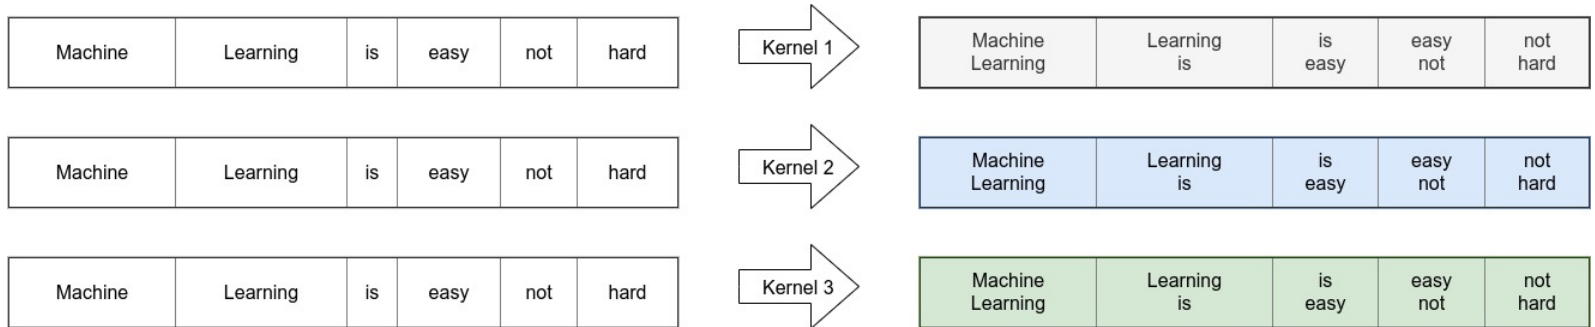 Machine Learning is easy not hard
Kernel 1
Machine Learning is easy not
Learning is easy not hard
Machine Learning is easy not hard
Kernel 2
Machine Learning is easy not
Learning is easy not hard
Machine Learning is easy not hard
Kernel 3
Machine Learning is easy not
Learning is easy not hard